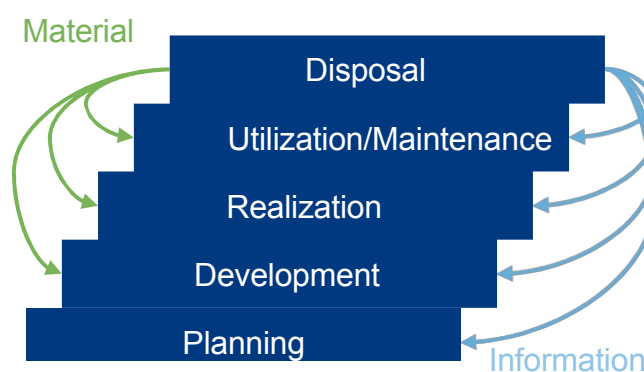 Material
Disposal
Utilization/Maintenance
Realization
Development
Planning
Information